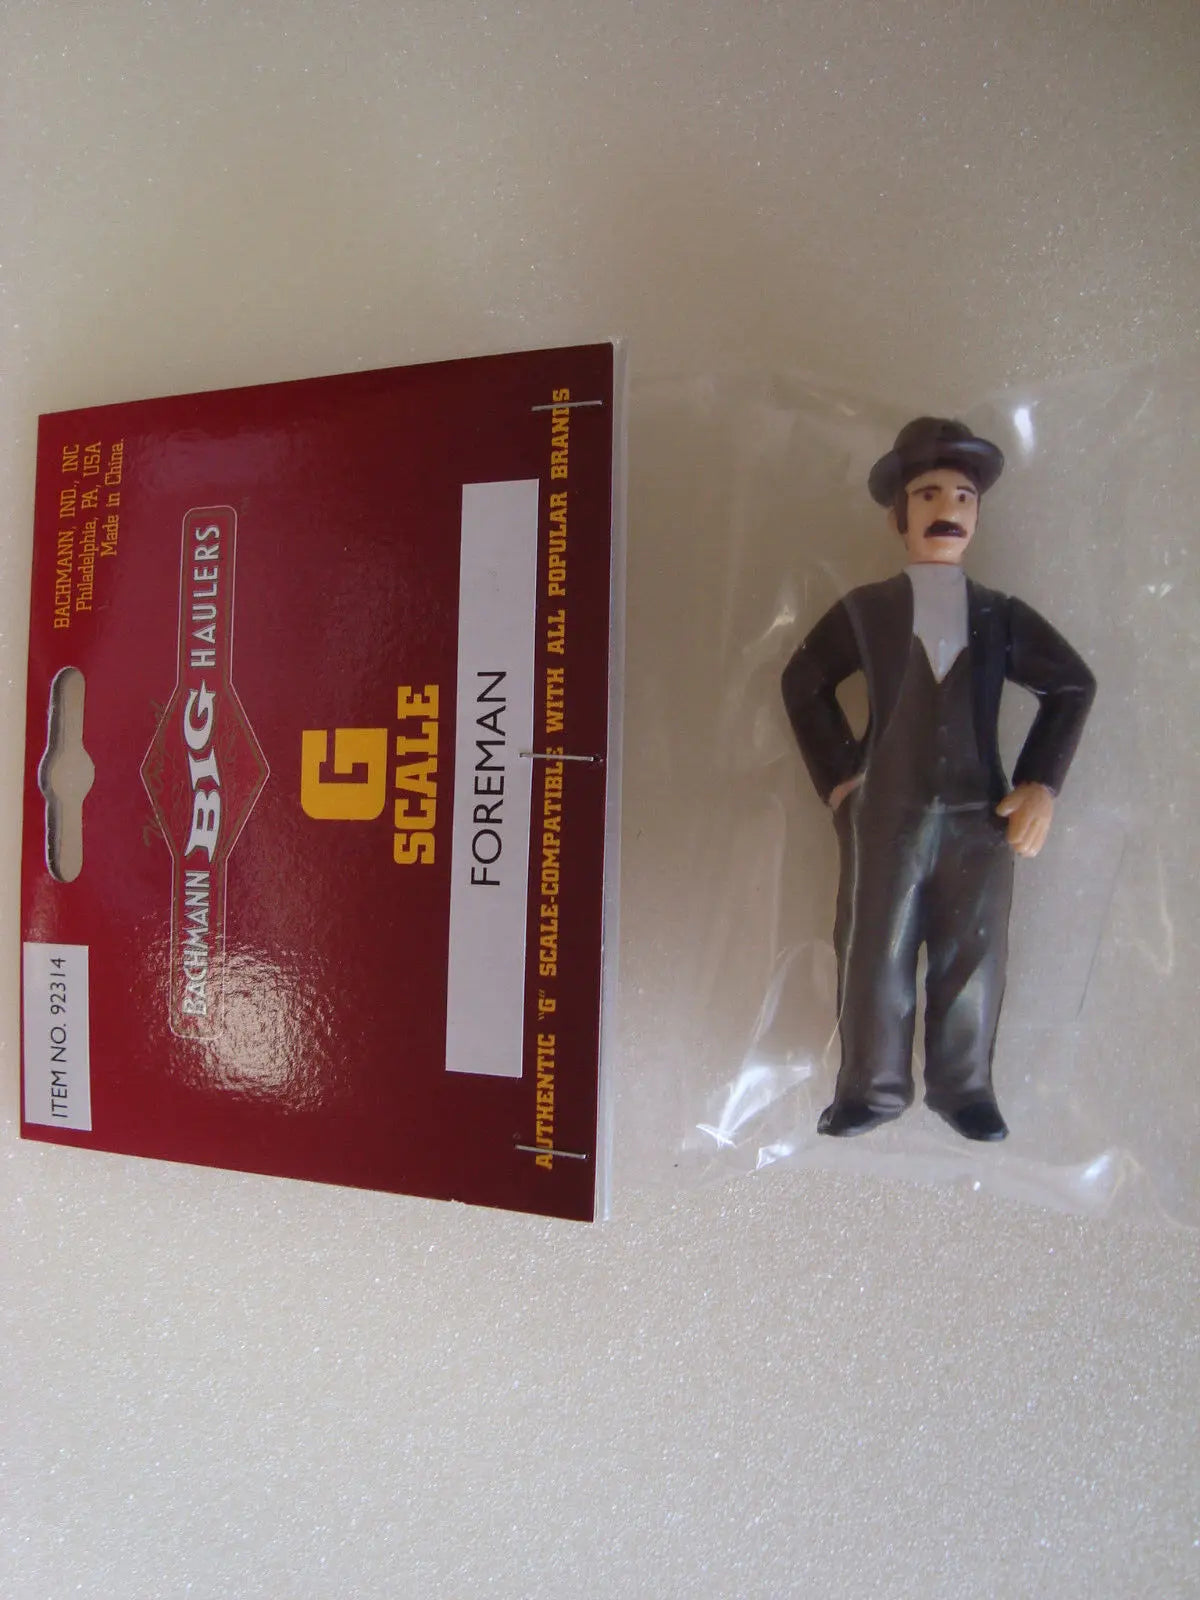 ITEM NO. 92314
BACHMANN, IND., INC
Philadelphia, PA, USA
Made in China.
BACHMANN BIG HAULERS
G
SCALE
FOREMAN
AUTHENTIC "G" SCALE-COMPATIBLE WITH ALL POPULAR BRANDS